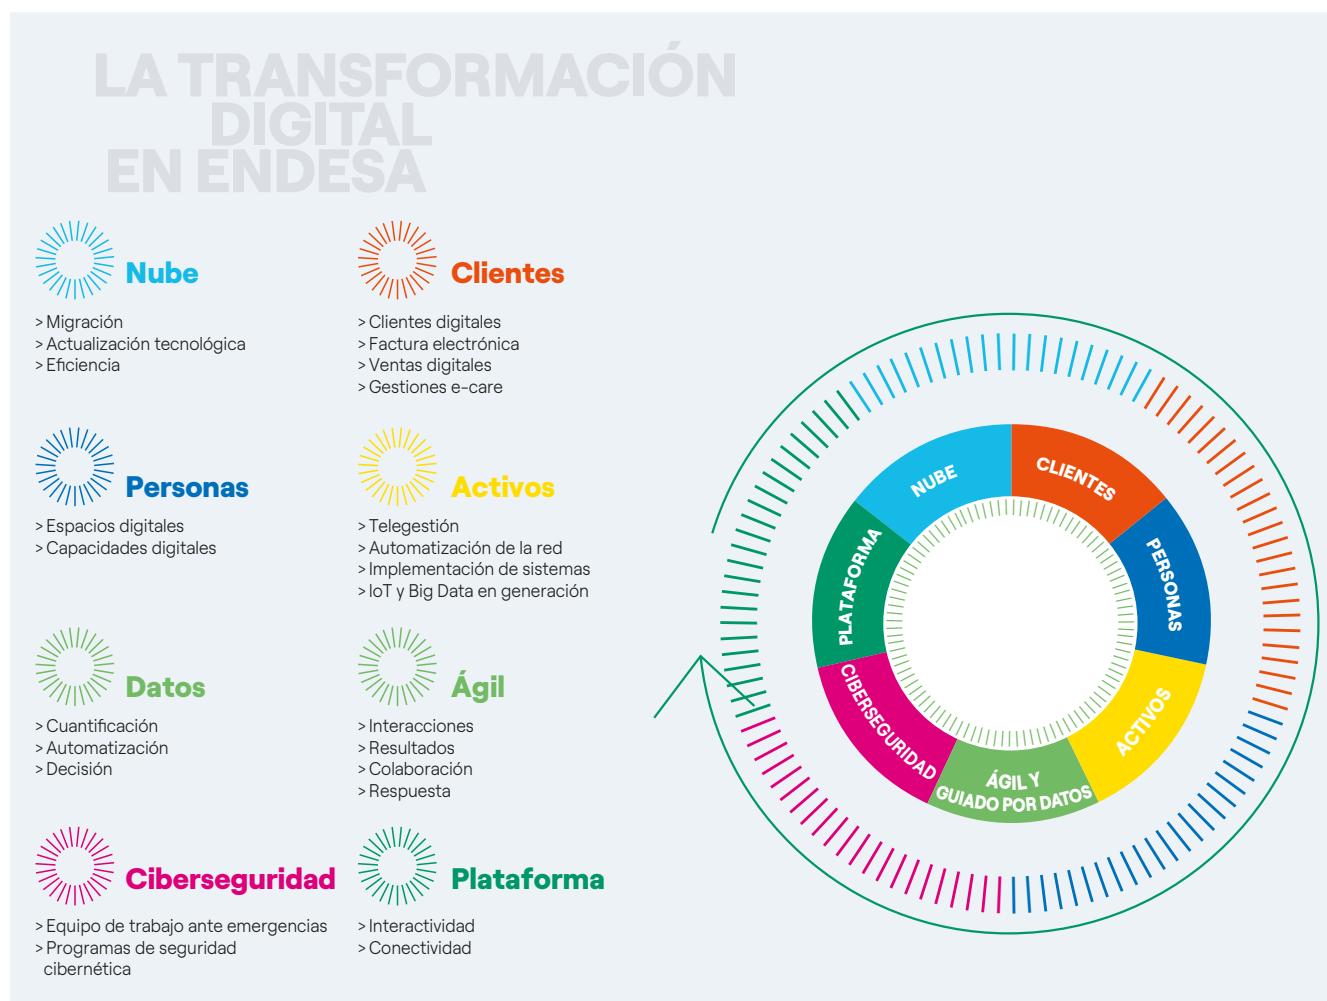 LA TRANSFORMACIÓN
DIGITAL
EN ENDESA
Nube
> Migración
> Actualización tecnológica
> Eficiencia
Clientes
> Clientes digitales
> Factura electrónica
> Ventas digitales
> Gestiones e-care
Personas
> Espacios digitales
> Capacidades digitales
Activos
> Telegestión
> Automatización de la red
> Implementación de sistemas
> IoT y Big Data en generación
Datos
> Cuantificación
> Automatización
> Decisión
Ágil
> Interacciones
> Resultados
> Colaboración
> Respuesta
Ciberseguridad
> Equipo de trabajo ante emergencias
> Programas de seguridad
cibernética
Plataforma
> Interactividad
> Conectividad
NUBE
CLIENTES
PERSONAS
ACTIVOS
ÁGIL Y
GUIADO POR DATOS
CIBERSEGURIDAD
PLATAFORMA